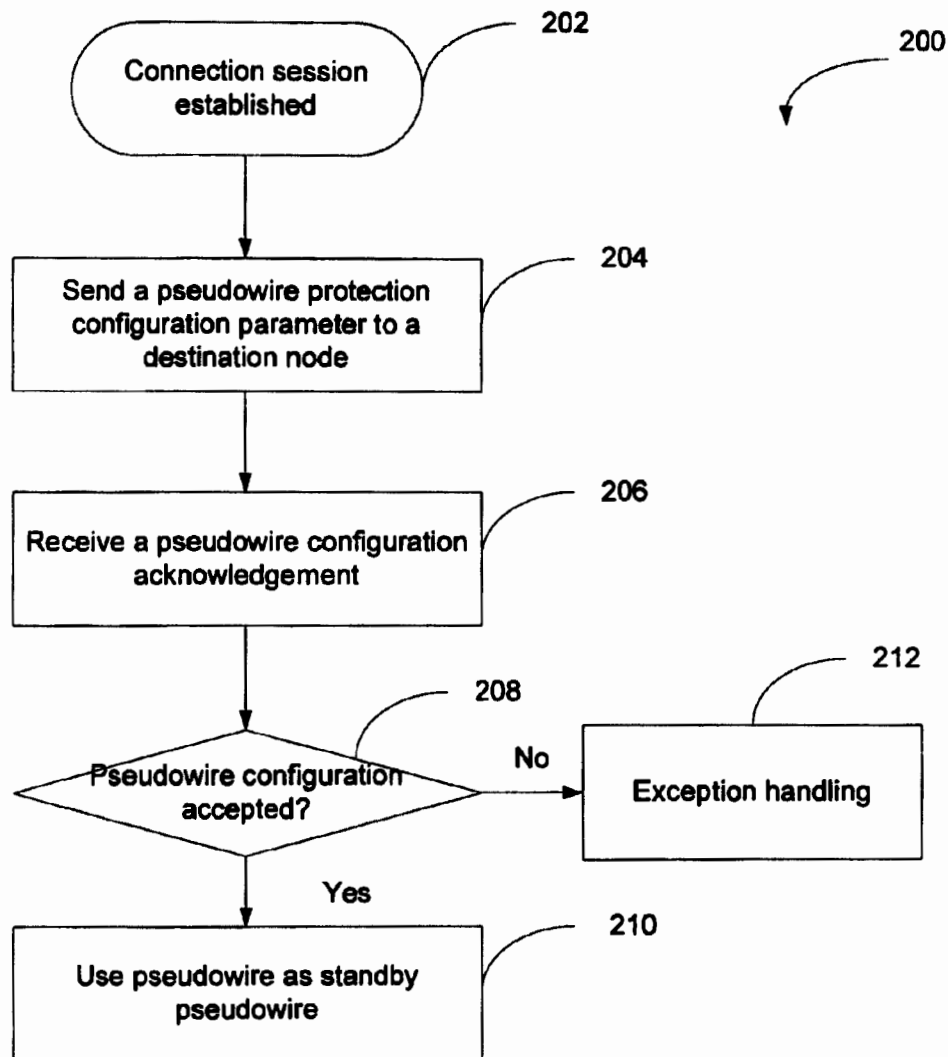 202
200
Connection session
established
204
Send a pseudowire protection
configuration parameter to a
destination node
206
Receive a pseudowire configuration
acknowledgement
208
212
Pseudowire configuration
accepted?
No
Exception handling
Yes
210
Use pseudowire as standby
pseudowire